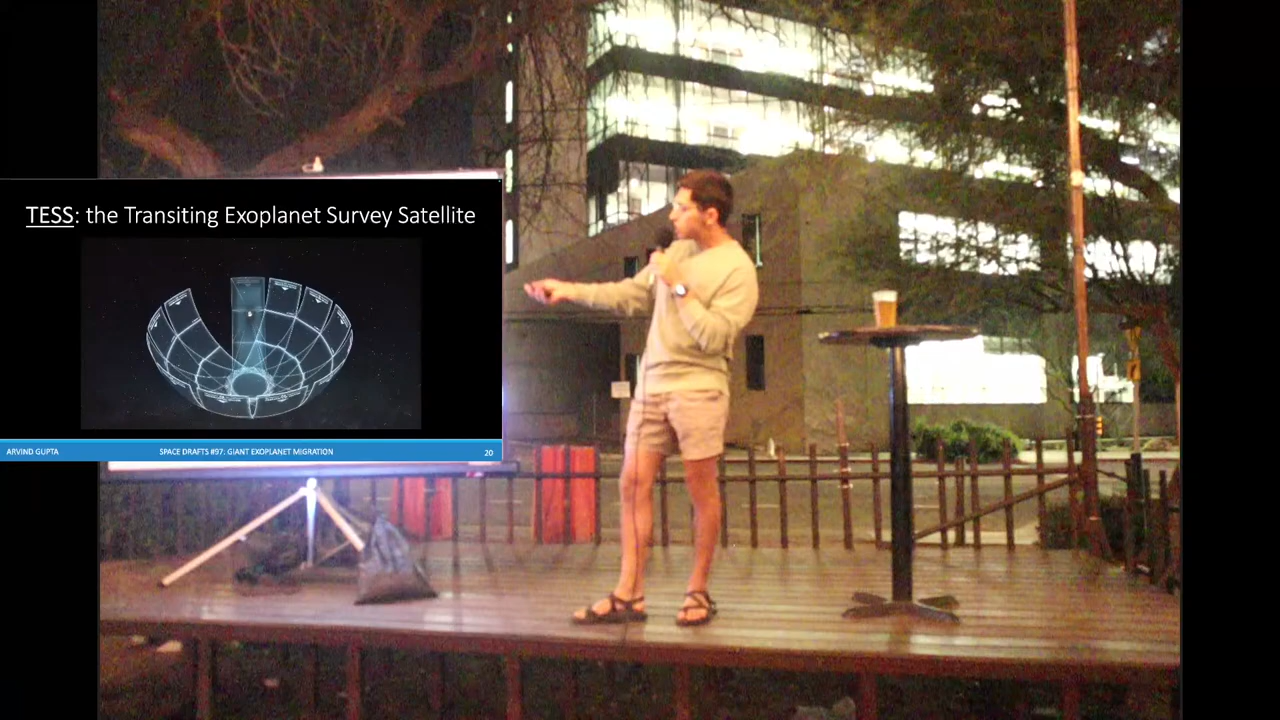 TESS: the Transiting Exoplanet Survey Satellite
ARVIND GUPTA
SPACE DRAFTS #97: GIANT EXOPLANET MIGRATION
20